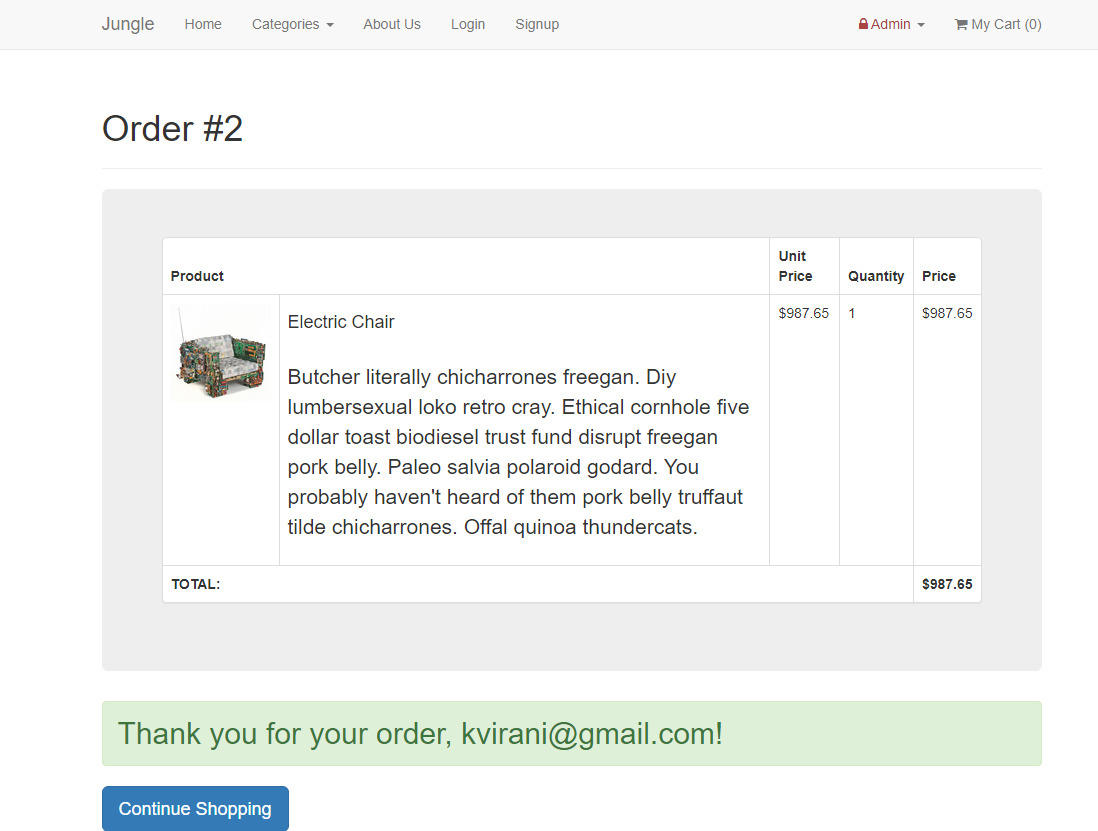 Jungle Home Categories About Us Login Signup Admin My Cart (0)
Order #2
Product Unit Price Quantity Price
Electric Chair $987.65 1 $987.65
Butcher literally chicharrones freegan. Diy
lumbersexual loko retro cray. Ethical cornhole five
dollar toast biodiesel trust fund disrupt freegan
pork belly. Paleo salvia polaroid godard. You
probably haven't heard of them pork belly truffaut
tilde chicharrones. Offal quinoa thundercats.
TOTAL: $987.65
Thank you for your order, kvirani@gmail.com!
Continue Shopping